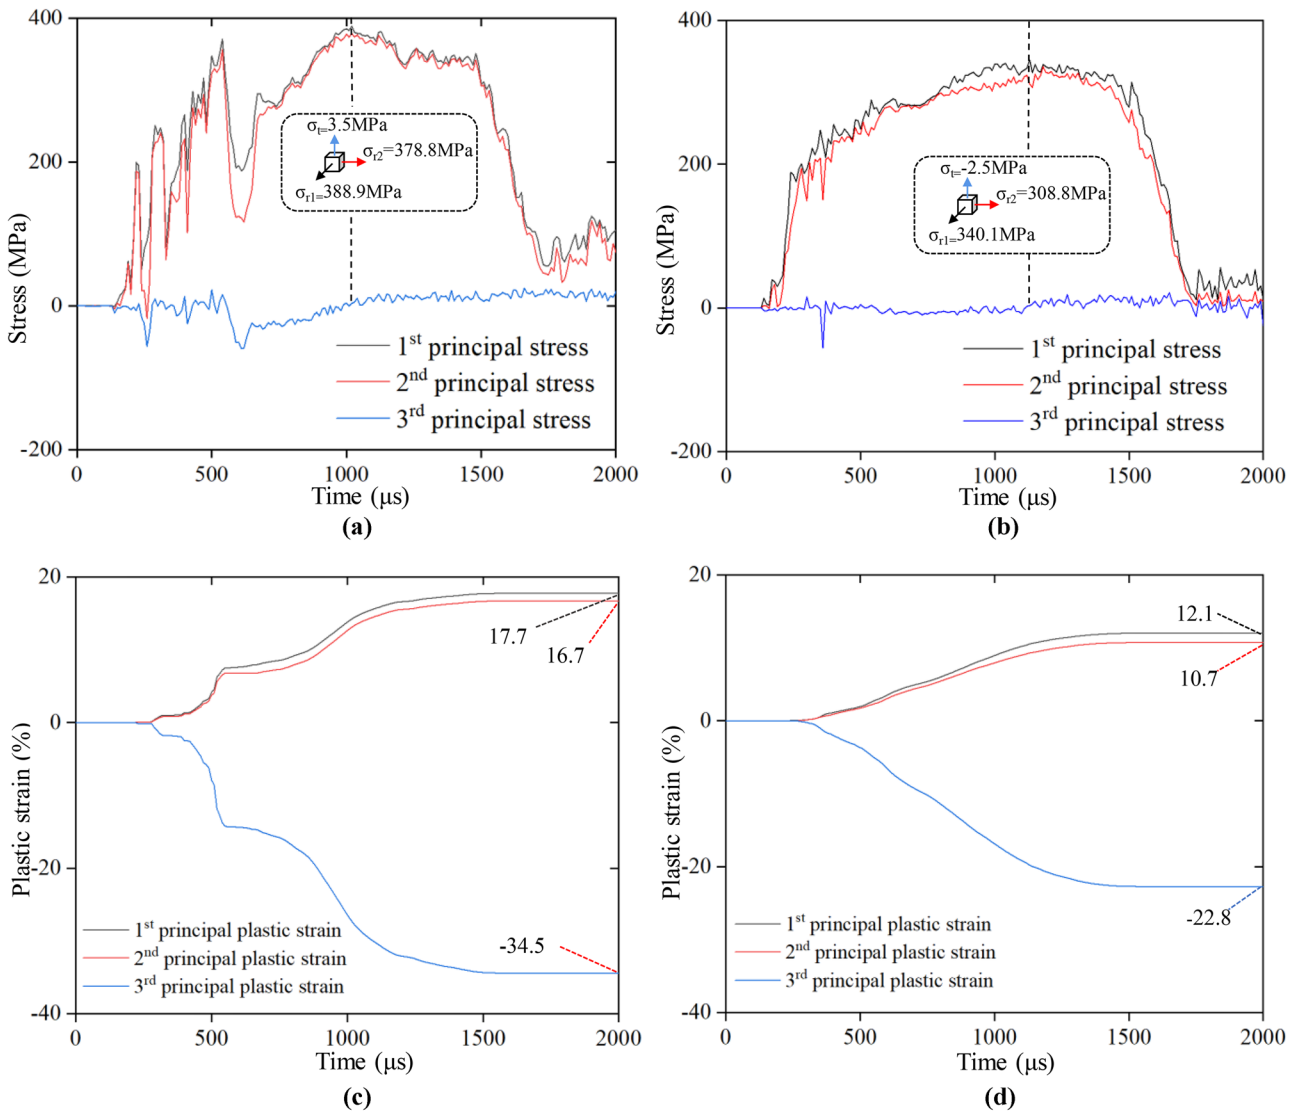 400
200
0
-200
Stress (MPa)
σt=3.5MPa
σr2=378.8MPa
σr1=388.9MPa
1st principal stress
2nd principal stress
3rd principal stress
0 500 1000 1500 2000
Time (μs)
(a)
400
200
0
-200
Stress (MPa)
σt=-2.5MPa
σr2=308.8MPa
σr1=340.1MPa
1st principal stress
2nd principal stress
3rd principal stress
0 500 1000 1500 2000
Time (μs)
(b)
20
0
-20
-40
Plastic strain (%)
17.7
16.7
-34.5
1st principal plastic strain
2nd principal plastic strain
3rd principal plastic strain
0 500 1000 1500 2000
Time (μs)
(c)
20
0
-20
-40
Plastic strain (%)
12.1
10.7
-22.8
1st principal plastic strain
2nd principal plastic strain
3rd principal plastic strain
0 500 1000 1500 2000
Time (μs)
(d)